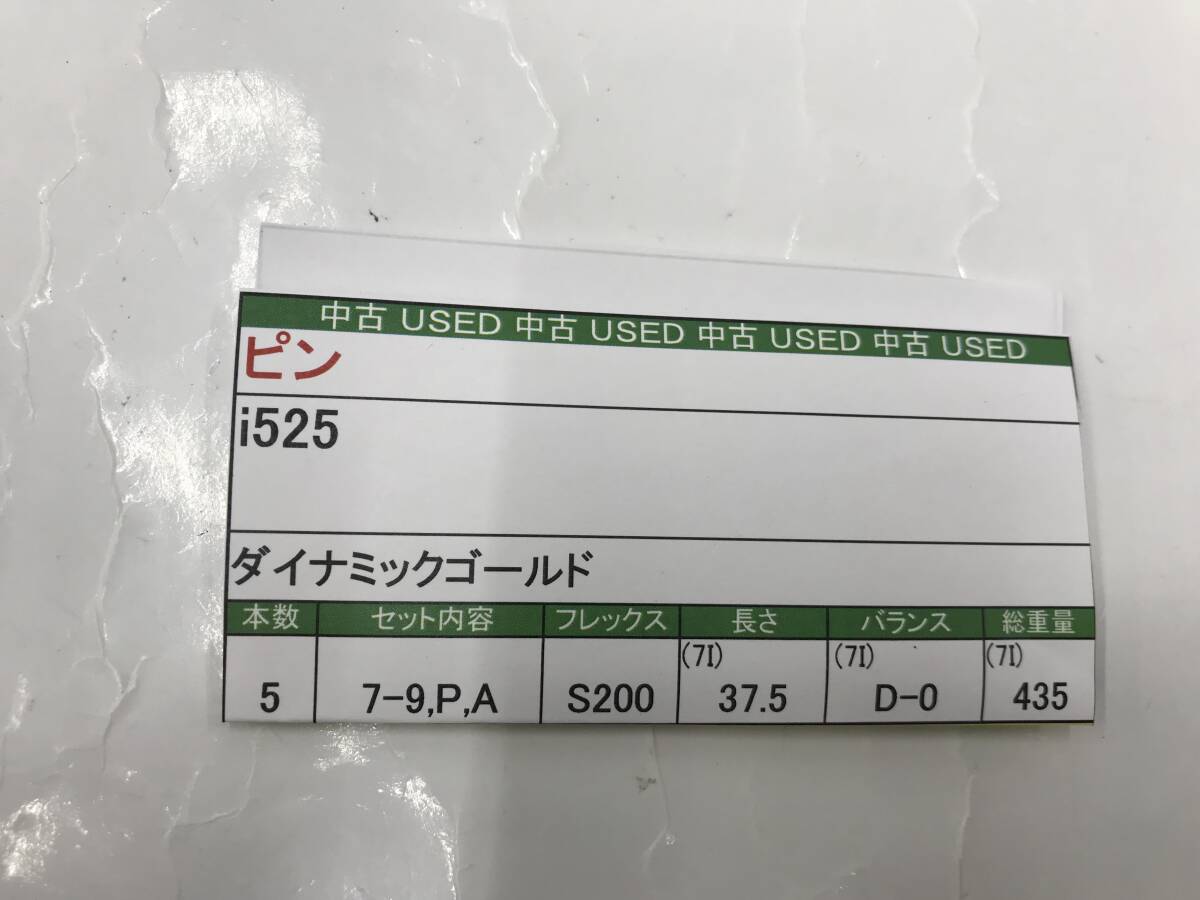 中古 USED 中古 USED 中古 USED 中古 USED
ピン
i525
ダイナミックゴールド
本数 セット内容 フレックス 長さ バランス 総重量
(7I) (7I) (7I)
5 7-9,P,A S200 37.5 D-0 435